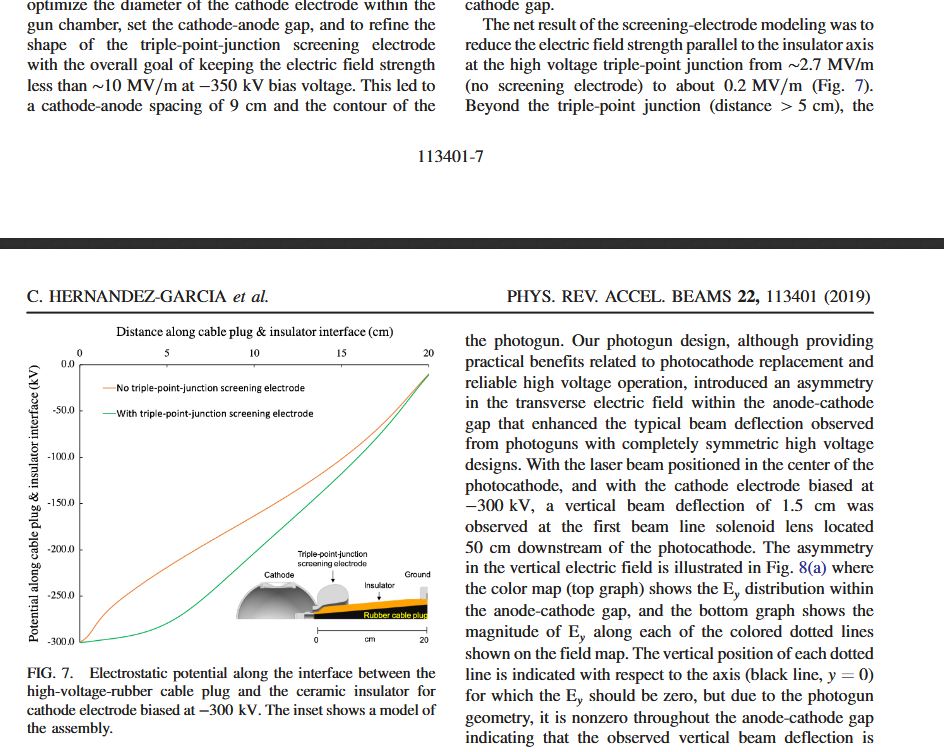 optimize the diameter of the cathode electrode within the
gun chamber, set the cathode-anode gap, and to refine the
shape of the triple-point-junction screening electrode
with the overall goal of keeping the electric field strength
less than ~10 MV/m at −350 kV bias voltage. This led to
a cathode-anode spacing of 9 cm and the contour of the
cathode gap.
The net result of the screening-electrode modeling was to
reduce the electric field strength parallel to the insulator axis
at the high voltage triple-point junction from ~2.7 MV/m
(no screening electrode) to about 0.2 MV/m (Fig. 7).
Beyond the triple-point junction (distance > 5 cm), the
113401-7
C. HERNANDEZ-GARCIA et al.
PHYS. REV. ACCEL. BEAMS 22, 113401 (2019)
Distance along cable plug & insulator interface (cm)
0 5 10 15 20
Potential along cable plug & insulator interface (kV)
0.0
-50.0
-100.0
-150.0
-200.0
-250.0
-300.0
No triple-point-junction screening electrode
With triple-point-junction screening electrode
Triple-point-junction
screening electrode
Cathode
Ground
Insulator
Rubber cable plug
0 cm 20
FIG. 7. Electrostatic potential along the interface between the
high-voltage-rubber cable plug and the ceramic insulator for
cathode electrode biased at −300 kV. The inset shows a model of
the assembly.
the photogun. Our photogun design, although providing
practical benefits related to photocathode replacement and
reliable high voltage operation, introduced an asymmetry
in the transverse electric field within the anode-cathode
gap that enhanced the typical beam deflection observed
from photoguns with completely symmetric high voltage
designs. With the laser beam positioned in the center of the
photocathode, and with the cathode electrode biased at
−300 kV, a vertical beam deflection of 1.5 cm was
observed at the first beam line solenoid lens located
50 cm downstream of the photocathode. The asymmetry
in the vertical electric field is illustrated in Fig. 8(a) where
the color map (top graph) shows the Ey distribution within
the anode-cathode gap, and the bottom graph shows the
magnitude of Ey along each of the colored dotted lines
shown on the field map. The vertical position of each dotted
line is indicated with respect to the axis (black line, y = 0)
for which the Ey should be zero, but due to the photogun
geometry, it is nonzero throughout the anode-cathode gap
indicating that the observed vertical beam deflection is